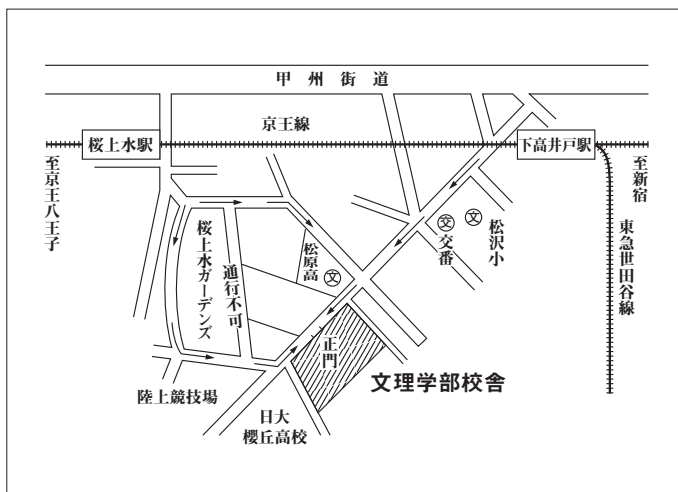 甲州街道
京王線
桜上水駅
下高井戸駅
至京王八王子
至新宿
東急世田谷線
桜上水ガーデンズ
通行不可
松原高
文
交
交番
文
松沢小
正門
文理学部校舎
陸上競技場
日大
櫻丘高校